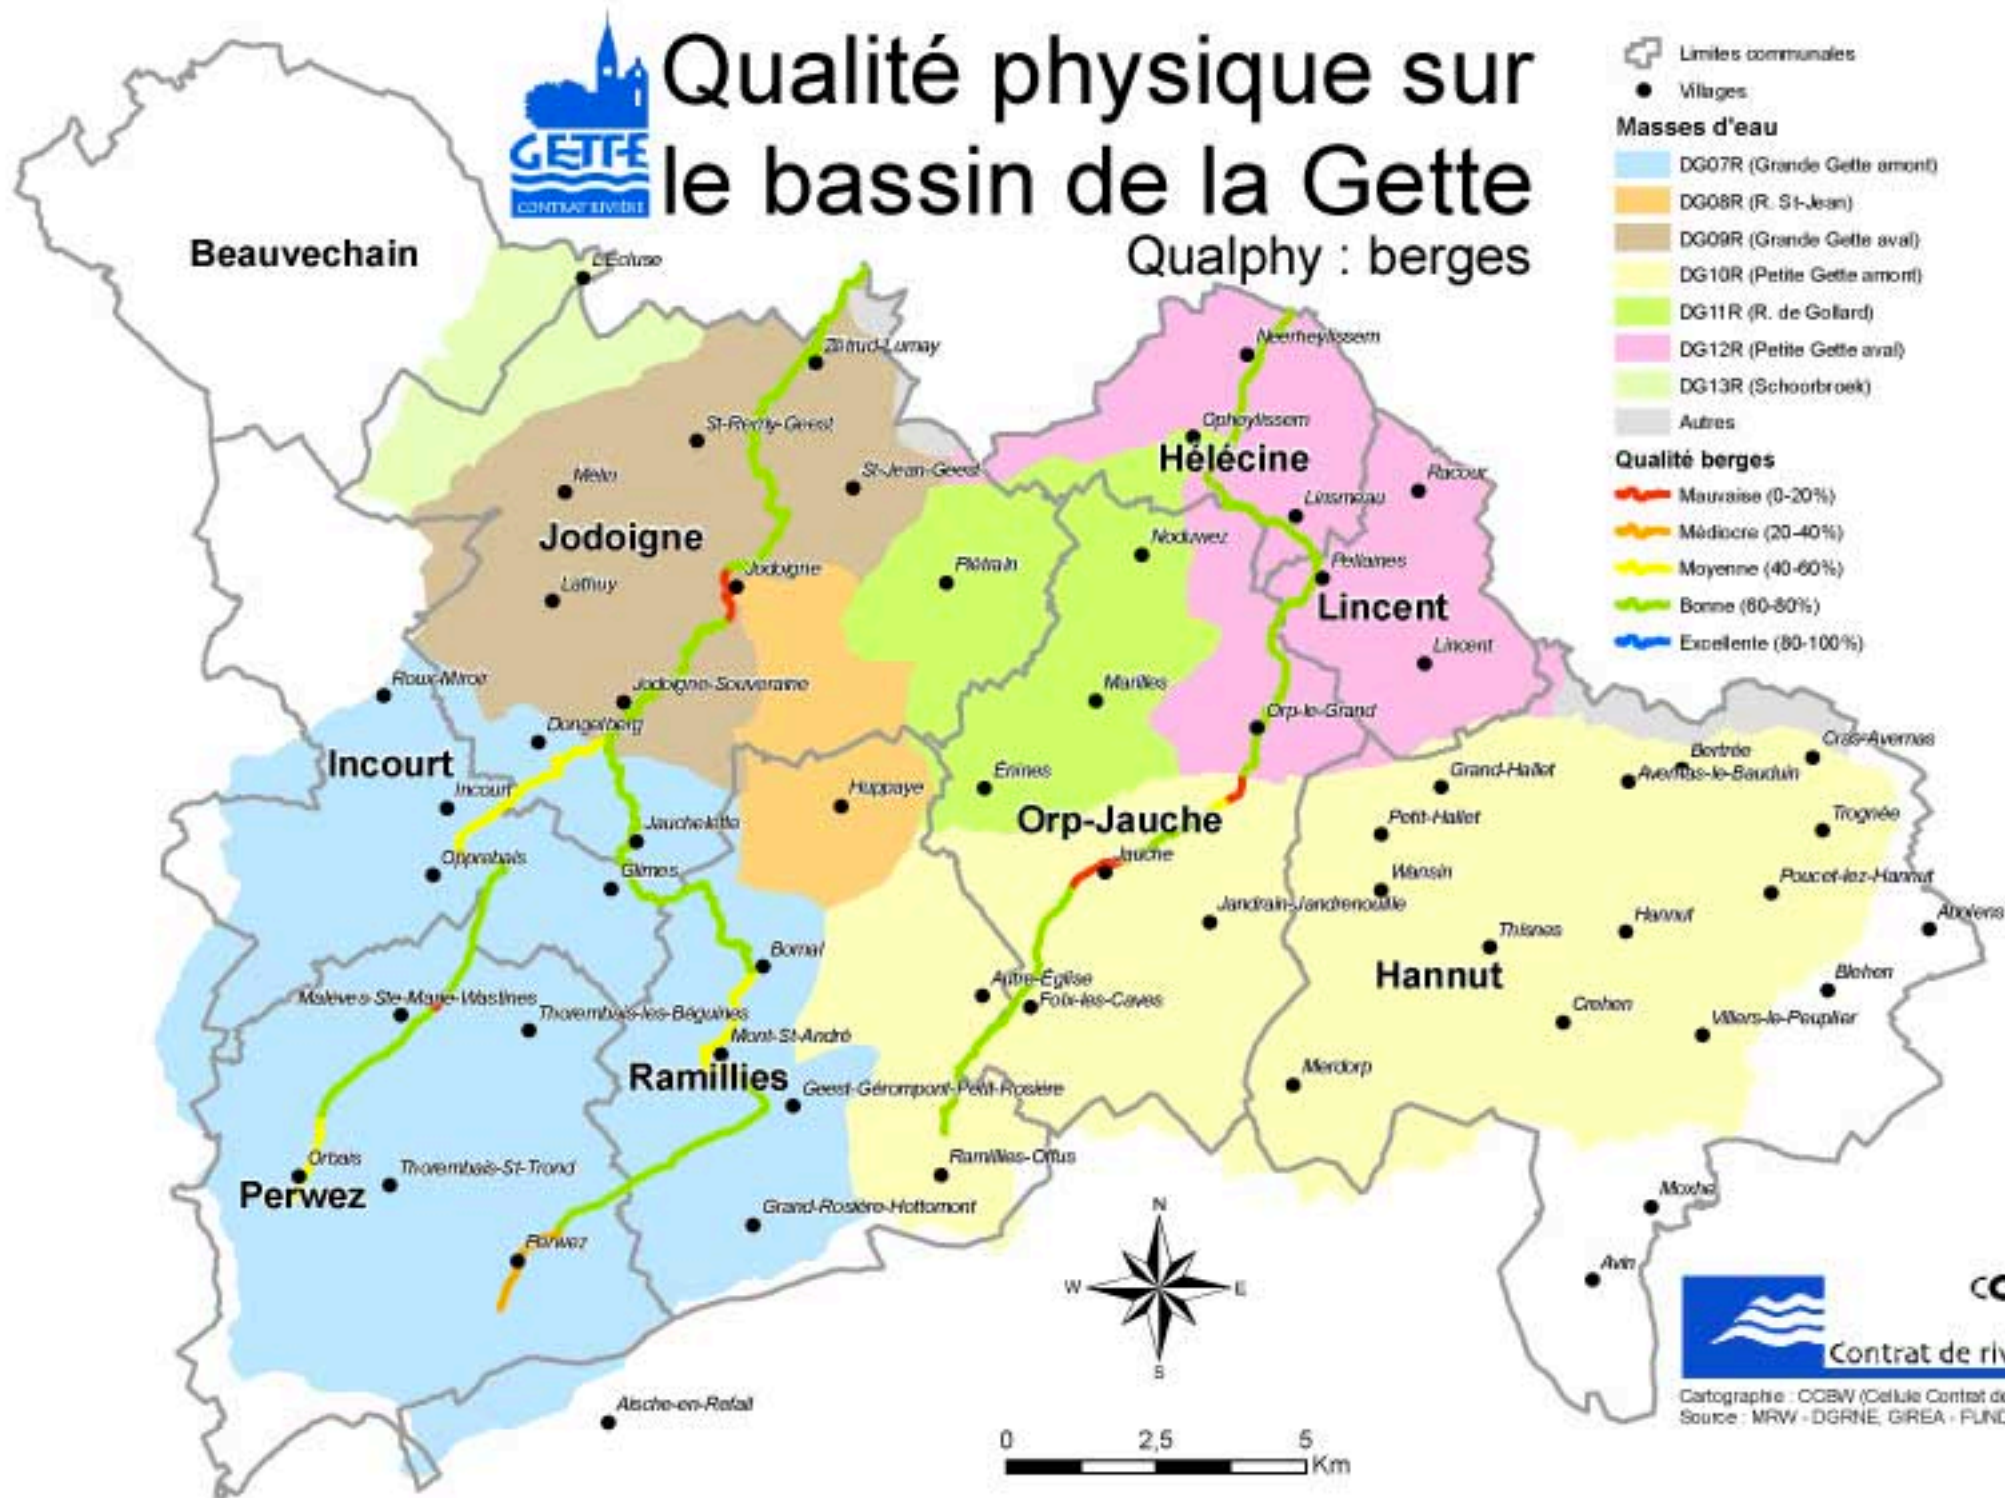 Qualité physique sur
le bassin de la Gette
Qualphy : berges
GETTE
CONTRAT RIVIÈRE
Limites communales
Villages
Masses d'eau
DG07R (Grande Gette amont)
DG08R (R. St-Jean)
DG09R (Grande Gette aval)
DG10R (Petite Gette amont)
DG11R (R. de Gollard)
DG12R (Petite Gette aval)
DG13R (Schoorbroek)
Autres
Qualité berges
Mauvaise (0-20%)
Médiocre (20-40%)
Moyenne (40-60%)
Bonne (60-80%)
Excellente (80-100%)
Beauvechain
L'Ecluse
Zétrud-Lumay
St-Remy-Geest
Mélin
St-Jean-Geest
Jodoigne
Jodoigne
Lathuy
Piétrain
Neerheylissem
Opheylissem
Hélécine
Linsmeau
Racour
Noduwez
Pellaines
Lincent
Lincent
Roux-Miroir
Jodoigne-Souveraine
Dongelberg
Marilles
Orp-le-Grand
Incourt
Incourt
Énines
Huppaye
Jauchelette
Orp-Jauche
Grand-Hallet
Bertrée
Cras-Avernas
Avernas-le-Bauduin
Petit-Hallet
Trognée
Opprebais
Glimes
Jauche
Wansin
Poucet-lez-Hannut
Jandrain-Jandrenouille
Thisnes
Hannut
Abolens
Bornal
Hannut
Blehen
Autre-Église
Folx-les-Caves
Malèves-Ste-Marie-Wastines
Thorembais-les-Béguines
Crehen
Villers-le-Peuplier
Mont-St-André
Ramillies
Geest-Gérompont-Petit-Rosière
Merdorp
Orbais
Thorembais-St-Trond
Ramillies-Offus
Perwez
Grand-Rosière-Hottomont
Perwez
Moxhe
Avin
Aische-en-Refail
N
W
E
S
0
2,5
5
Km
Contrat de riv
Cartographie : CCBW (Cellule Contrat de
Source : MRW - DGRNE, GIREA - FUND